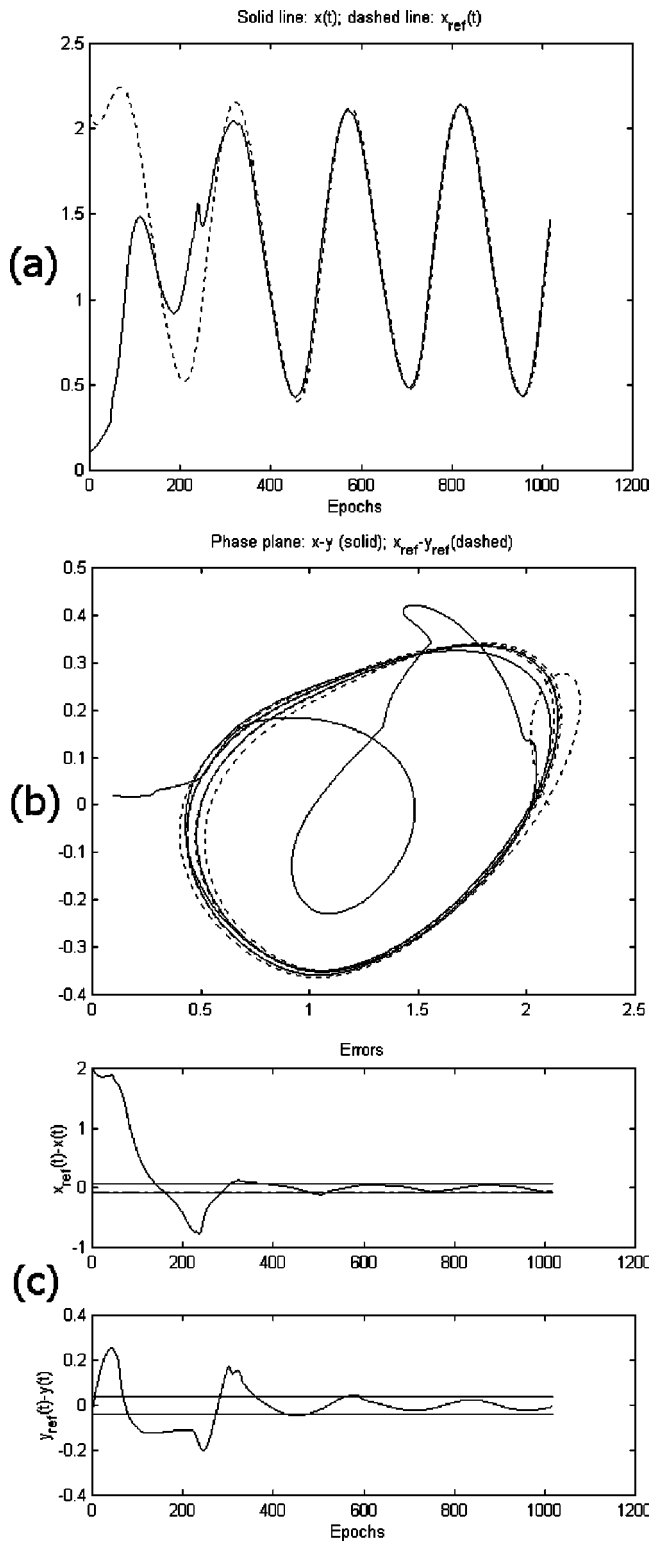 Solid line: x(t); dashed line: x_ref(t)
2.5
2
1.5
(a)
1
0.5
0
0 200 400 600 800 1000 1200
Epochs
Phase plane: x-y (solid); x_ref-y_ref(dashed)
0.5
0.4
0.3
0.2
0.1
(b)
0
-0.1
-0.2
-0.3
-0.4
0 0.5 1 1.5 2 2.5
Errors
2
1
x_ref(t)-x(t)
0
-1
0 200 400 600 800 1000 1200
(c)
0.4
0.2
y_ref(t)-y(t)
0
-0.2
-0.4
0 200 400 600 800 1000 1200
Epochs